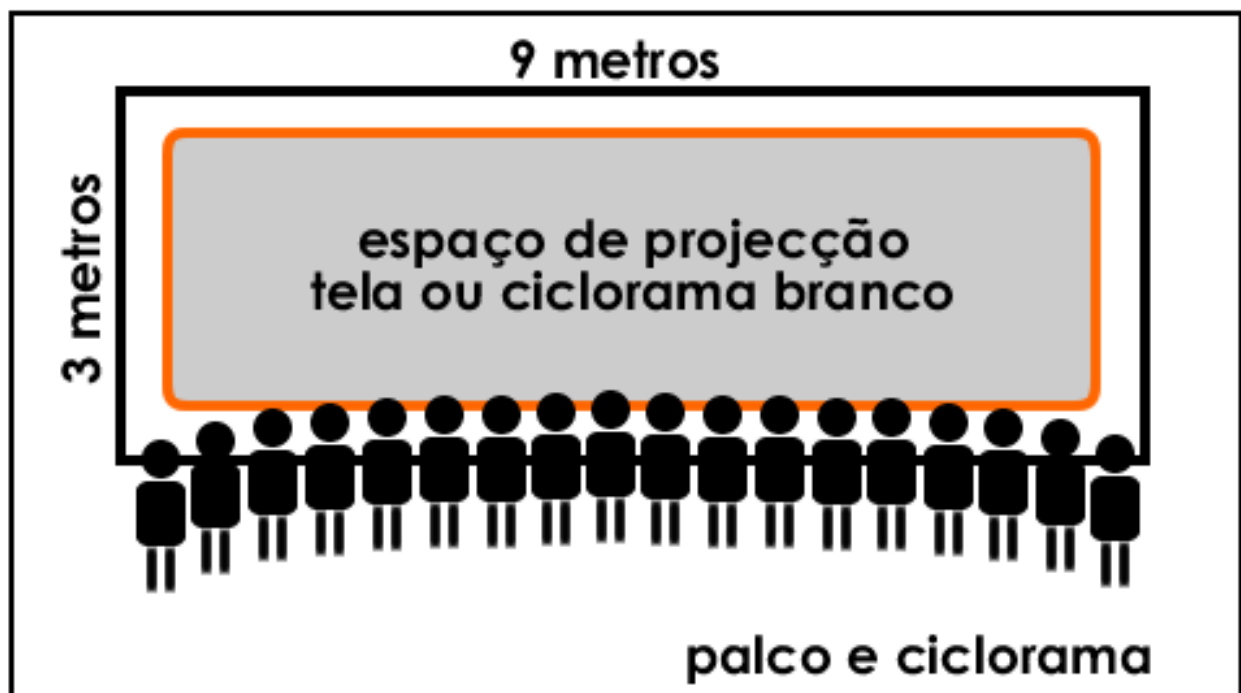 9 metros
3 metros
espaço de projecção
tela ou ciclorama branco
palco e ciclorama